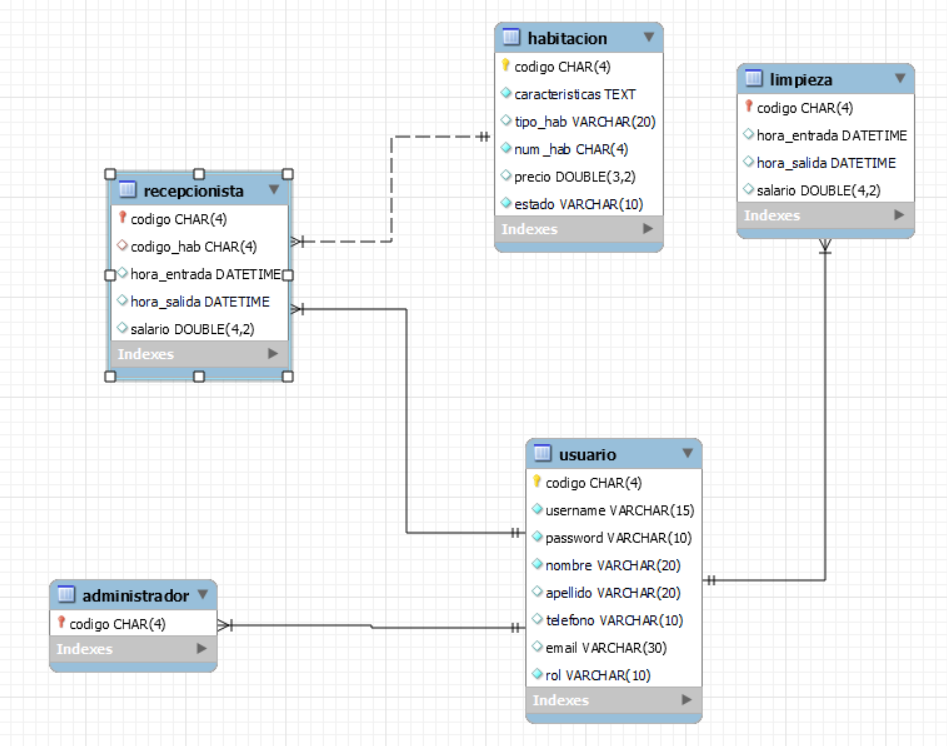 habitacion
codigo CHAR(4)
caracteristicas TEXT
tipo_hab VARCHAR(20)
num_hab CHAR(4)
precio DOUBLE(3,2)
estado VARCHAR(10)
Indexes
limpieza
codigo CHAR(4)
hora_entrada DATETIME
hora_salida DATETIME
salario DOUBLE(4,2)
Indexes
recepcionista
codigo CHAR(4)
codigo_hab CHAR(4)
hora_entrada DATETIME
hora_salida DATETIME
salario DOUBLE(4,2)
Indexes
usuario
codigo CHAR(4)
username VARCHAR(15)
password VARCHAR(10)
nombre VARCHAR(20)
apellido VARCHAR(20)
telefono VARCHAR(10)
email VARCHAR(30)
rol VARCHAR(10)
Indexes
administrador
codigo CHAR(4)
Indexes